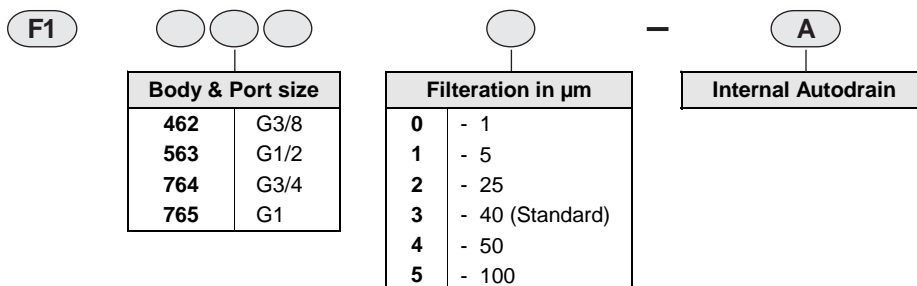 F1 – A
Body & Port size
462 G3/8
563 G1/2
764 G3/4
765 G1
Filteration in µm
0 - 1
1 - 5
2 - 25
3 - 40 (Standard)
4 - 50
5 - 100
Internal Autodrain